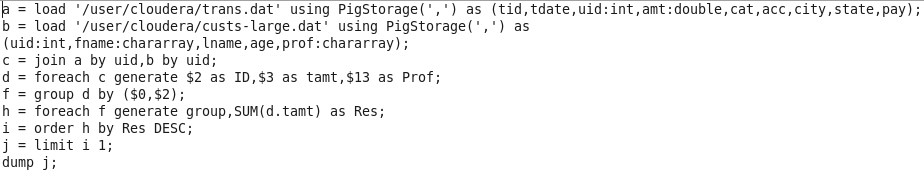 a = load '/user/cloudera/trans.dat' using PigStorage(',') as (tid,tdate,uid:int,amt:double,cat,acc,city,state,pay);
b = load '/user/cloudera/custs-large.dat' using PigStorage(',') as
(uid:int,fname:chararray,lname,age,prof:chararray);
c = join a by uid,b by uid;
d = foreach c generate $2 as ID,$3 as tamt,$13 as Prof;
f = group d by ($0,$2);
h = foreach f generate group,SUM(d.tamt) as Res;
i = order h by Res DESC;
j = limit i 1;
dump j;